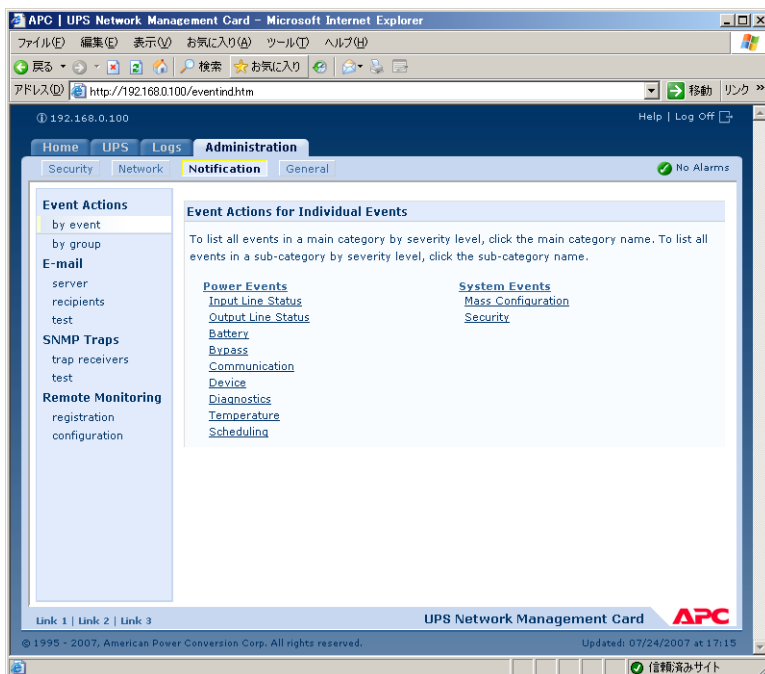 APC | UPS Network Management Card - Microsoft Internet Explorer
ファイル(F) 編集(E) 表示(V) お気に入り(A) ツール(T) ヘルプ(H)
戻る 検索 お気に入り
アドレス(D) http://192.168.0.100/eventind.htm 移動 リンク »
192.168.0.100 Help | Log Off
Home UPS Logs Administration
Security Network Notification General No Alarms
Event Actions
by event
by group
E-mail
server
recipients
test
SNMP Traps
trap receivers
test
Remote Monitoring
registration
configuration
Event Actions for Individual Events
To list all events in a main category by severity level, click the main category name. To list all
events in a sub-category by severity level, click the sub-category name.
Power Events
Input Line Status
Output Line Status
Battery
Bypass
Communication
Device
Diagnostics
Temperature
Scheduling
System Events
Mass Configuration
Security
Link 1 | Link 2 | Link 3 UPS Network Management Card APC
© 1995 - 2007, American Power Conversion Corp. All rights reserved. Updated: 07/24/2007 at 17:15
信頼済みサイト